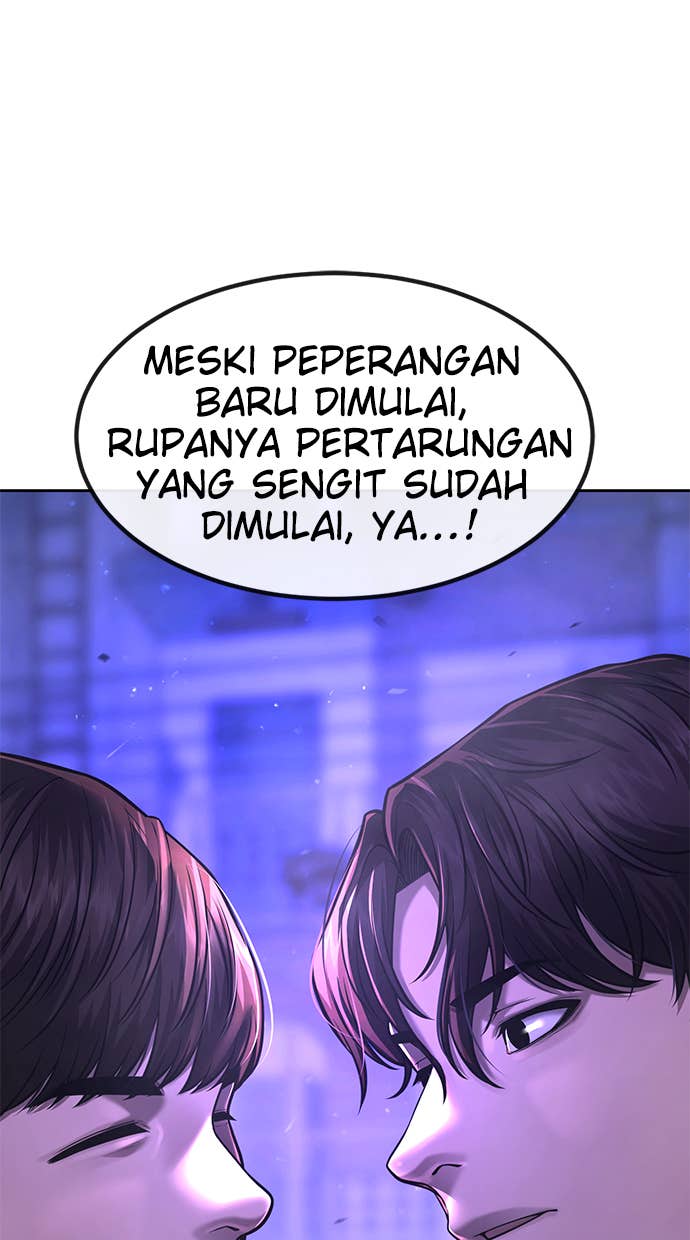 MESKI PEPERANGAN
BARU DIMULAI,
RUPANYA PERTARUNGAN
YANG SENGIT SUDAH
DIMULAI, YA...!